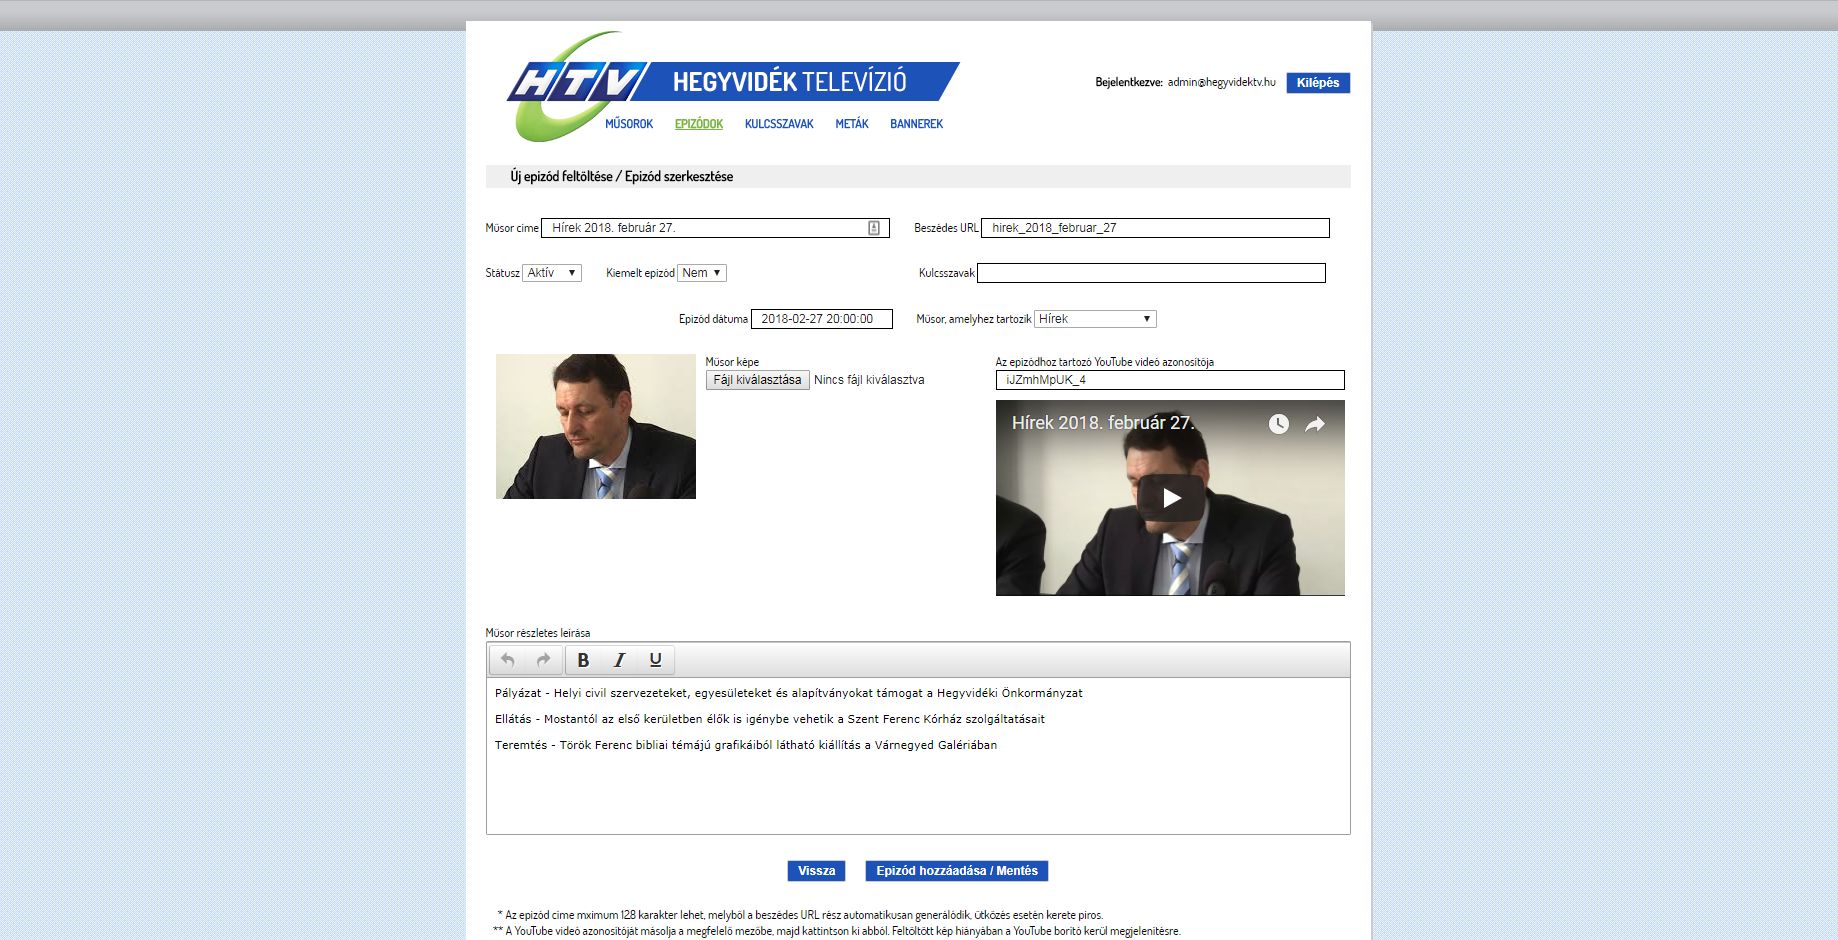 HTV HEGYVIDÉK TELEVÍZIÓ
Bejelentkezve: admin@hegyvidektv.hu Kilépés
MŰSOROK EPIZÓDOK KULCSSZAVAK METÁK BANNEREK
Új epizód feltöltése / Epizód szerkesztése
Műsor címe Hírek 2018. február 27. Beszédes URL hirek_2018_februar_27
Státusz Aktív Kiemelt epizód Nem Kulcsszavak
Epizód dátuma 2018-02-27 20:00:00 Műsor, amelyhez tartozik Hírek
Műsor képe
Fájl kiválasztása Nincs fájl kiválasztva
Az epizódhoz tartozó YouTube videó azonosítója
iJZmhMpUK_4
Hírek 2018. február 27.
Műsor részletes leírása
B I U
Pályázat - Helyi civil szervezeteket, egyesületeket és alapítványokat támogat a Hegyvidéki Önkormányzat
Ellátás - Mostantól az első kerületben élők is igénybe vehetik a Szent Ferenc Kórház szolgáltatásait
Teremtés - Török Ferenc bibliai témájú grafikáiból látható kiállítás a Várnegyed Galériában
Vissza Epizód hozzáadása / Mentés
* Az epizód címe mximum 128 karakter lehet, melyből a beszédes URL rész automatikusan generálódik, ütközés esetén kerete piros.
** A YouTube videó azonosítóját másolja a megfelelő mezőbe, majd kattintson ki abból. Feltöltött kép hiányában a YouTube borító kerül megjelenítésre.